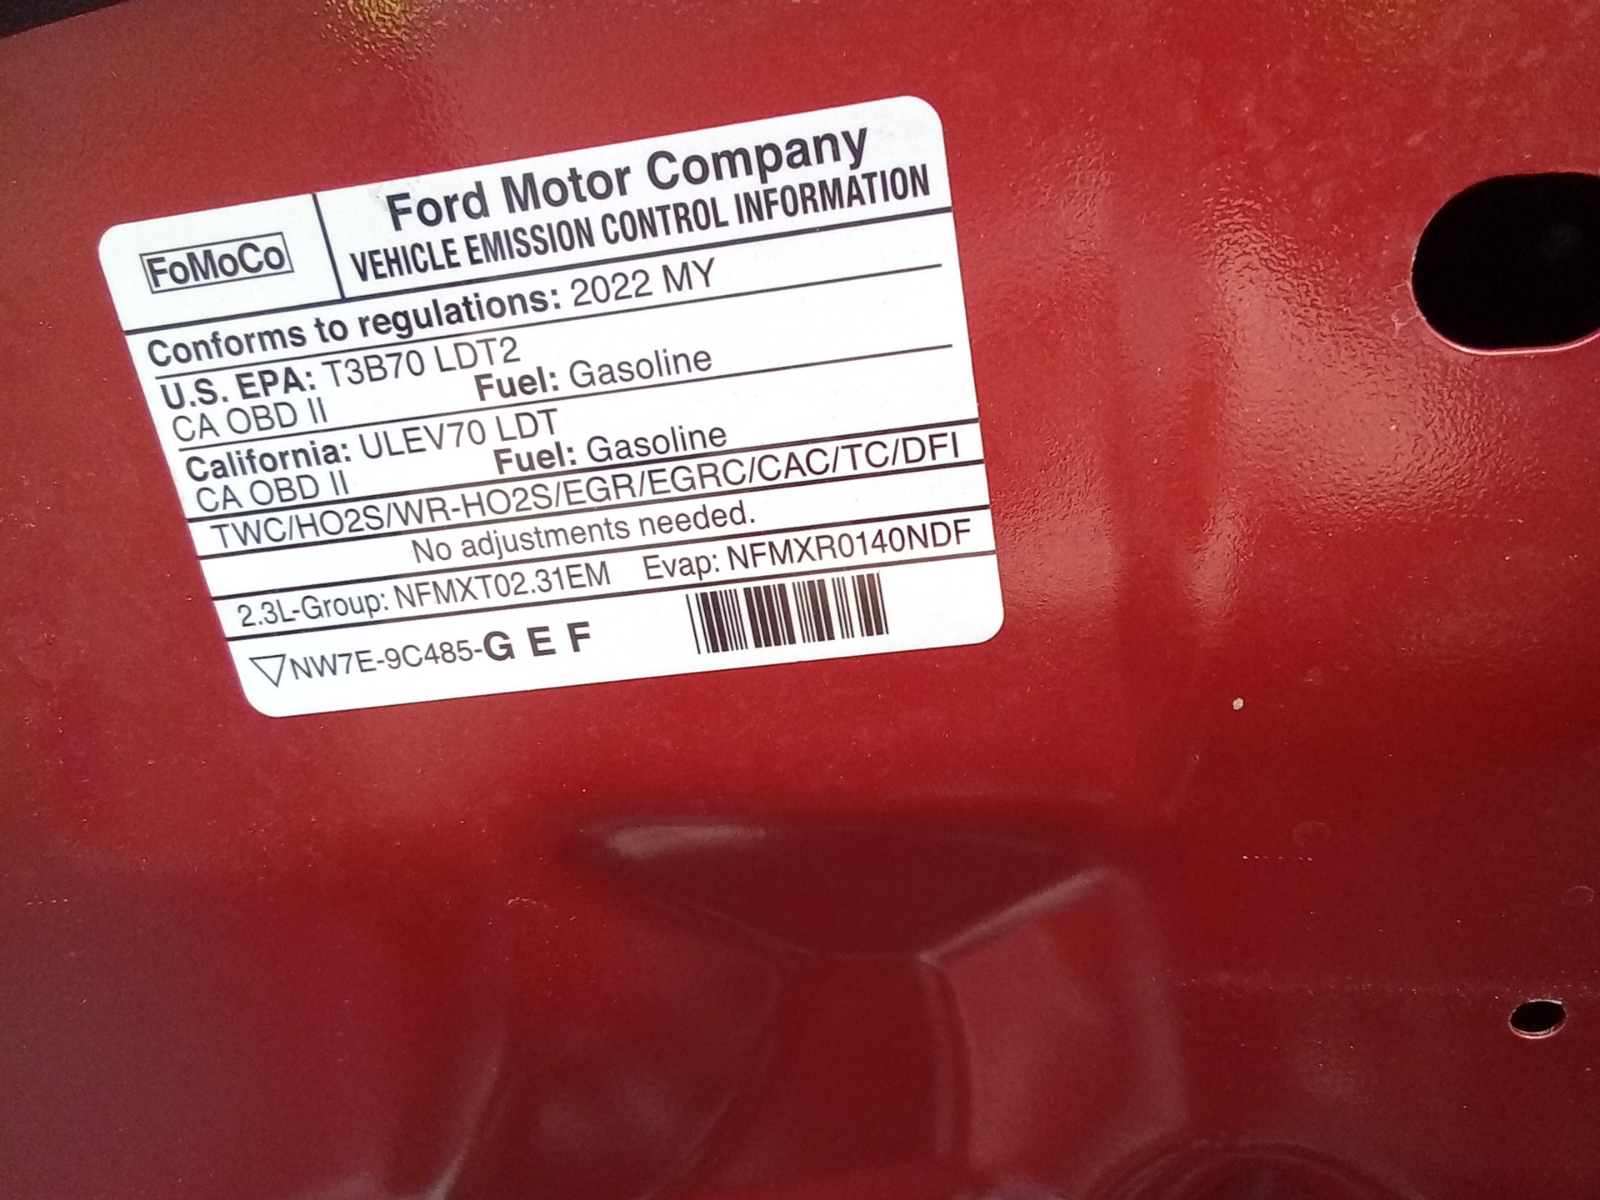 FoMoCo
Ford Motor Company
VEHICLE EMISSION CONTROL INFORMATION
Conforms to regulations: 2022 MY
U.S. EPA: T3B70 LDT2
CA OBD II Fuel: Gasoline
California: ULEV70 LDT
CA OBD II Fuel: Gasoline
TWC/HO2S/WR-HO2S/EGR/EGRC/CAC/TC/DFI
No adjustments needed.
2.3L-Group: NFMXT02.31EM Evap: NFMXR0140NDF
NW7E-9C485-G E F